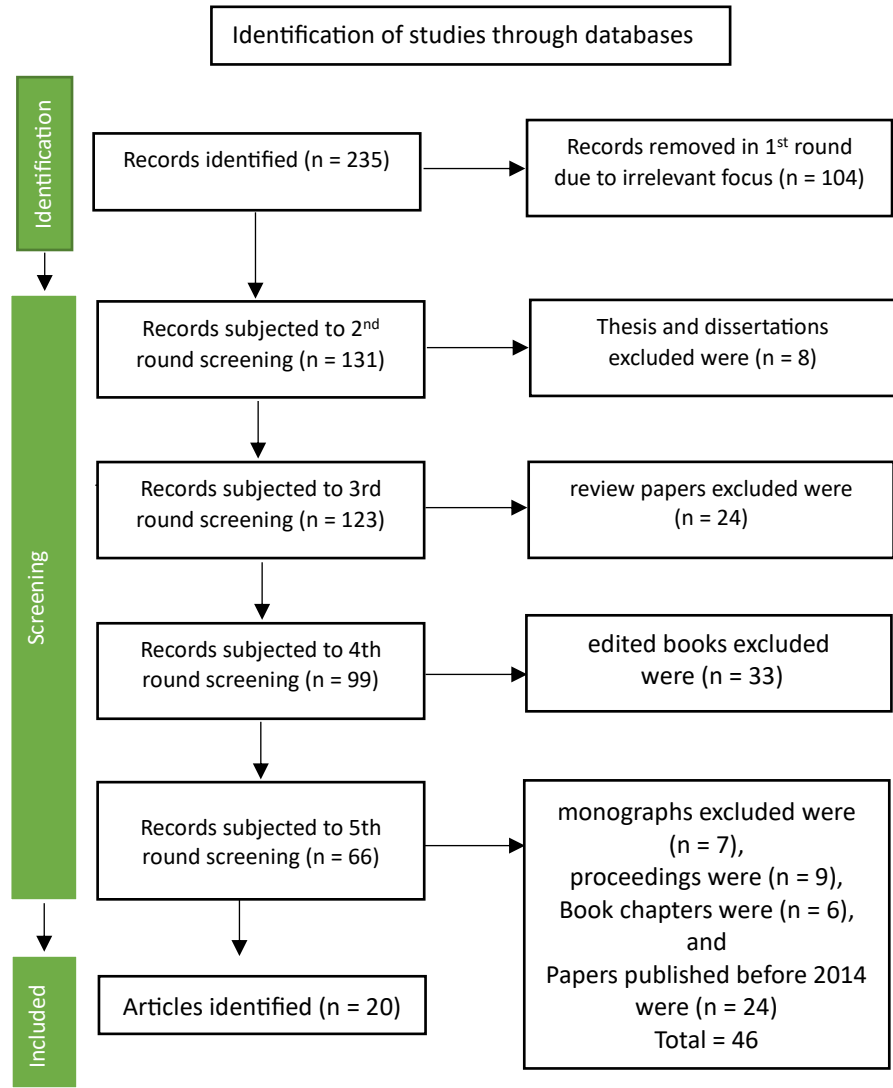 Identification of studies through databases
Identification
Records identified (n = 235)
Records removed in 1st round
due to irrelevant focus (n = 104)
Screening
Records subjected to 2nd
round screening (n = 131)
Thesis and dissertations
excluded were (n = 8)
Records subjected to 3rd
round screening (n = 123)
review papers excluded were
(n = 24)
Records subjected to 4th
round screening (n = 99)
edited books excluded
were (n = 33)
Records subjected to 5th
round screening (n = 66)
monographs excluded were
(n = 7),
proceedings were (n = 9),
Book chapters were (n = 6),
and
Papers published before 2014
were (n = 24)
Total = 46
Included
Articles identified (n = 20)